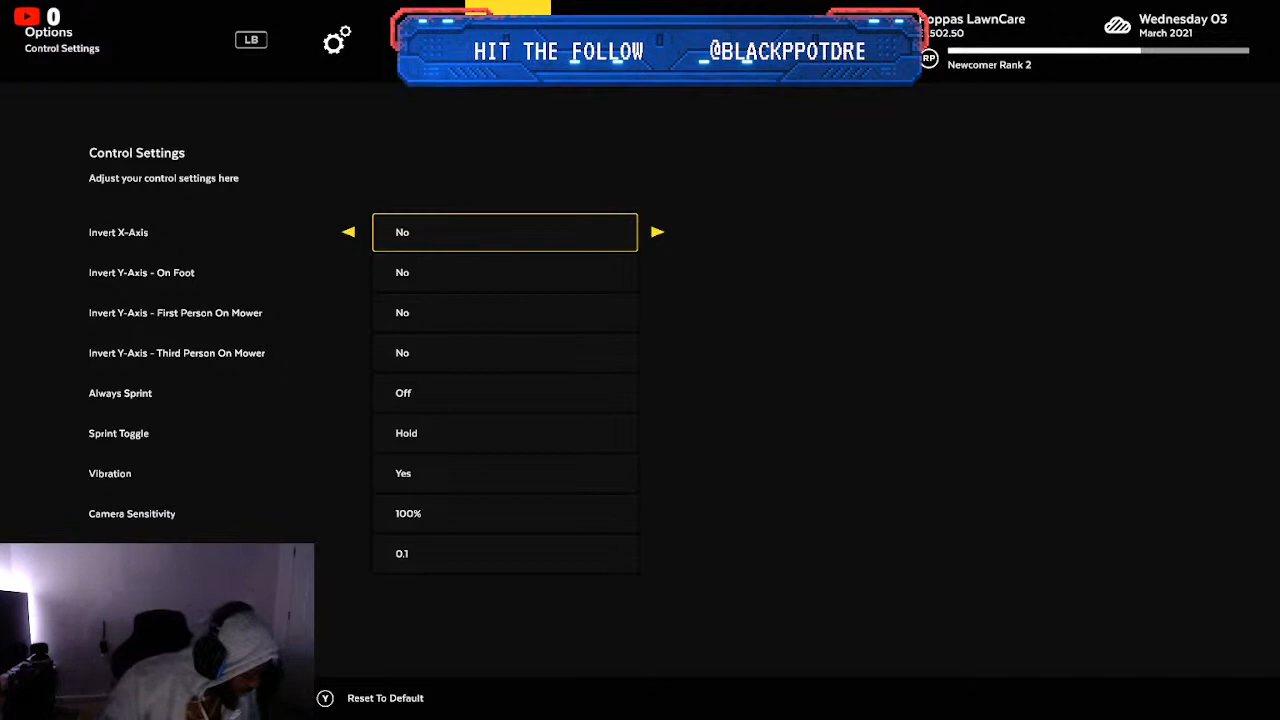 0
Options
Control Settings
LB
HIT THE FOLLOW @BLACKPPOTDRE
LawnCare
502.50
RP
Newcomer Rank 2
Wednesday 03
March 2021
Control Settings
Adjust your control settings here
Invert X-Axis No
Invert Y-Axis - On Foot No
Invert Y-Axis - First Person On Mower No
Invert Y-Axis - Third Person On Mower No
Always Sprint Off
Sprint Toggle Hold
Vibration Yes
Camera Sensitivity 100%
0.1
Y Reset To Default